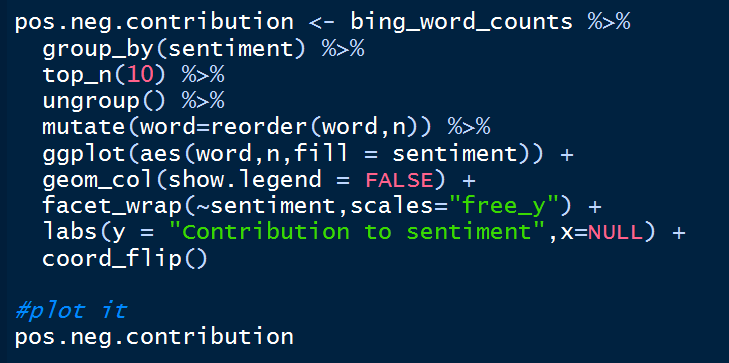 pos.neg.contribution <- bing_word_counts %>%
  group_by(sentiment) %>%
  top_n(10) %>%
  ungroup() %>%
  mutate(word=reorder(word,n)) %>%
  ggplot(aes(word,n,fill = sentiment)) +
  geom_col(show.legend = FALSE) +
  facet_wrap(~sentiment,scales="free_y") +
  labs(y = "Contribution to sentiment",x=NULL) +
  coord_flip()

#plot it
pos.neg.contribution